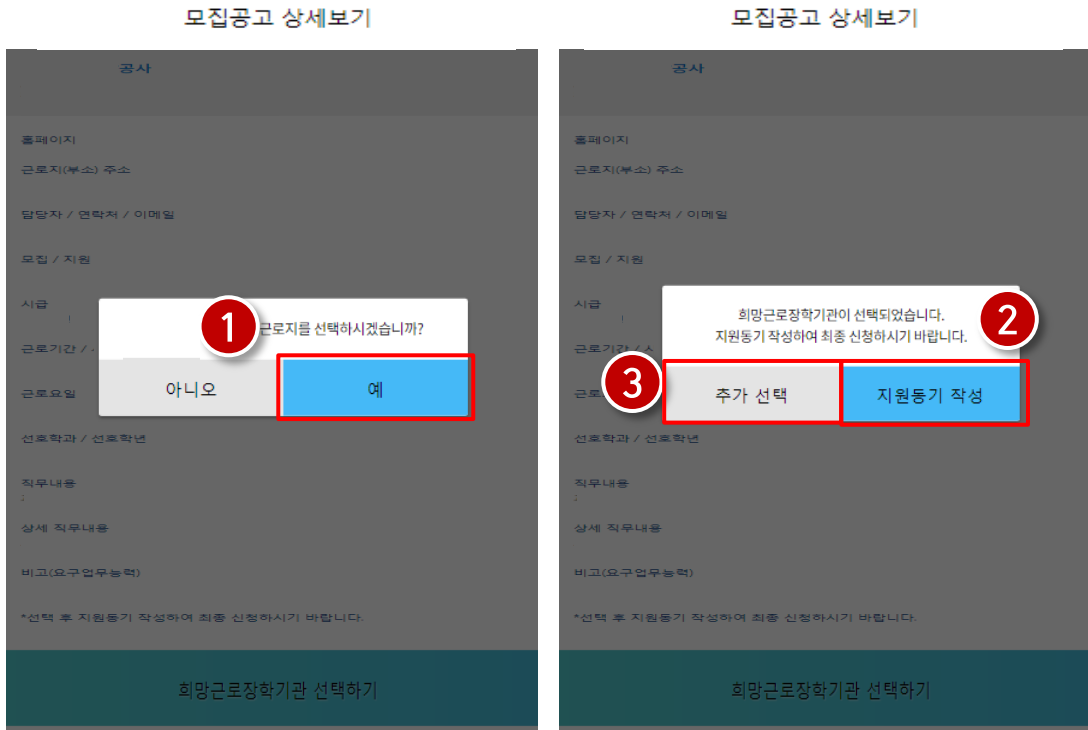 모집공고 상세보기
공사
홈페이지
근로지(부소) 주소
담당자 / 연락처 / 이메일
모집 / 지원
시급
1
근로지를 선택하시겠습니까?
근로기간 /
아니오
예
근로요일
선호학과 / 선호학년
직무내용
:
상세 직무내용
비고(요구업무능력)
*선택 후 지원동기 작성하여 최종 신청하시기 바랍니다.
희망근로장학기관 선택하기
모집공고 상세보기
공사
홈페이지
근로지(부소) 주소
담당자 / 연락처 / 이메일
모집 / 지원
시급
희망근로장학기관이 선택되었습니다.
2
지원동기 작성하여 최종 신청하시기 바랍니다.
근로기간 /
3
추가 선택
지원동기 작성
선호학과 / 선호학년
직무내용
:
상세 직무내용
비고(요구업무능력)
*선택 후 지원동기 작성하여 최종 신청하시기 바랍니다.
희망근로장학기관 선택하기